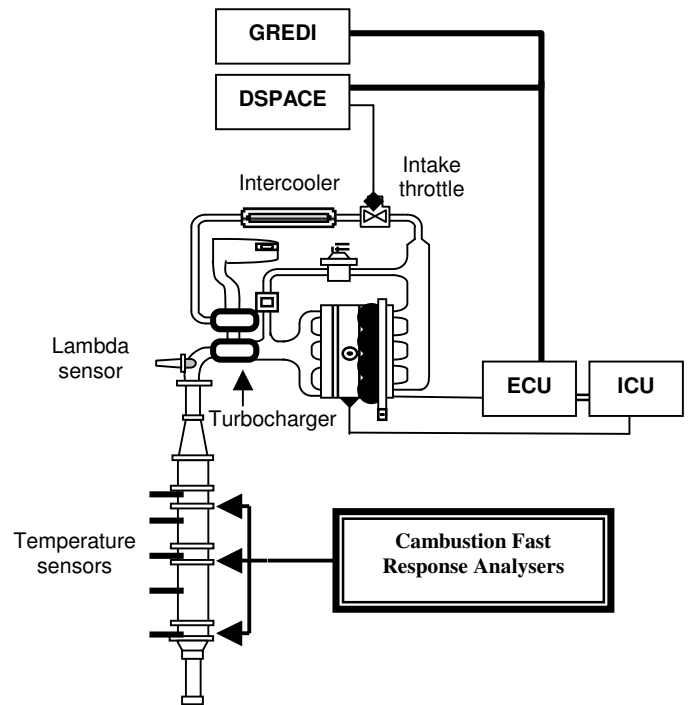 GREDI
DSPACE
Intake
throttle
Intercooler
Lambda
sensor
Turbocharger
ECU
ICU
Temperature
sensors
Cambustion Fast
Response Analysers